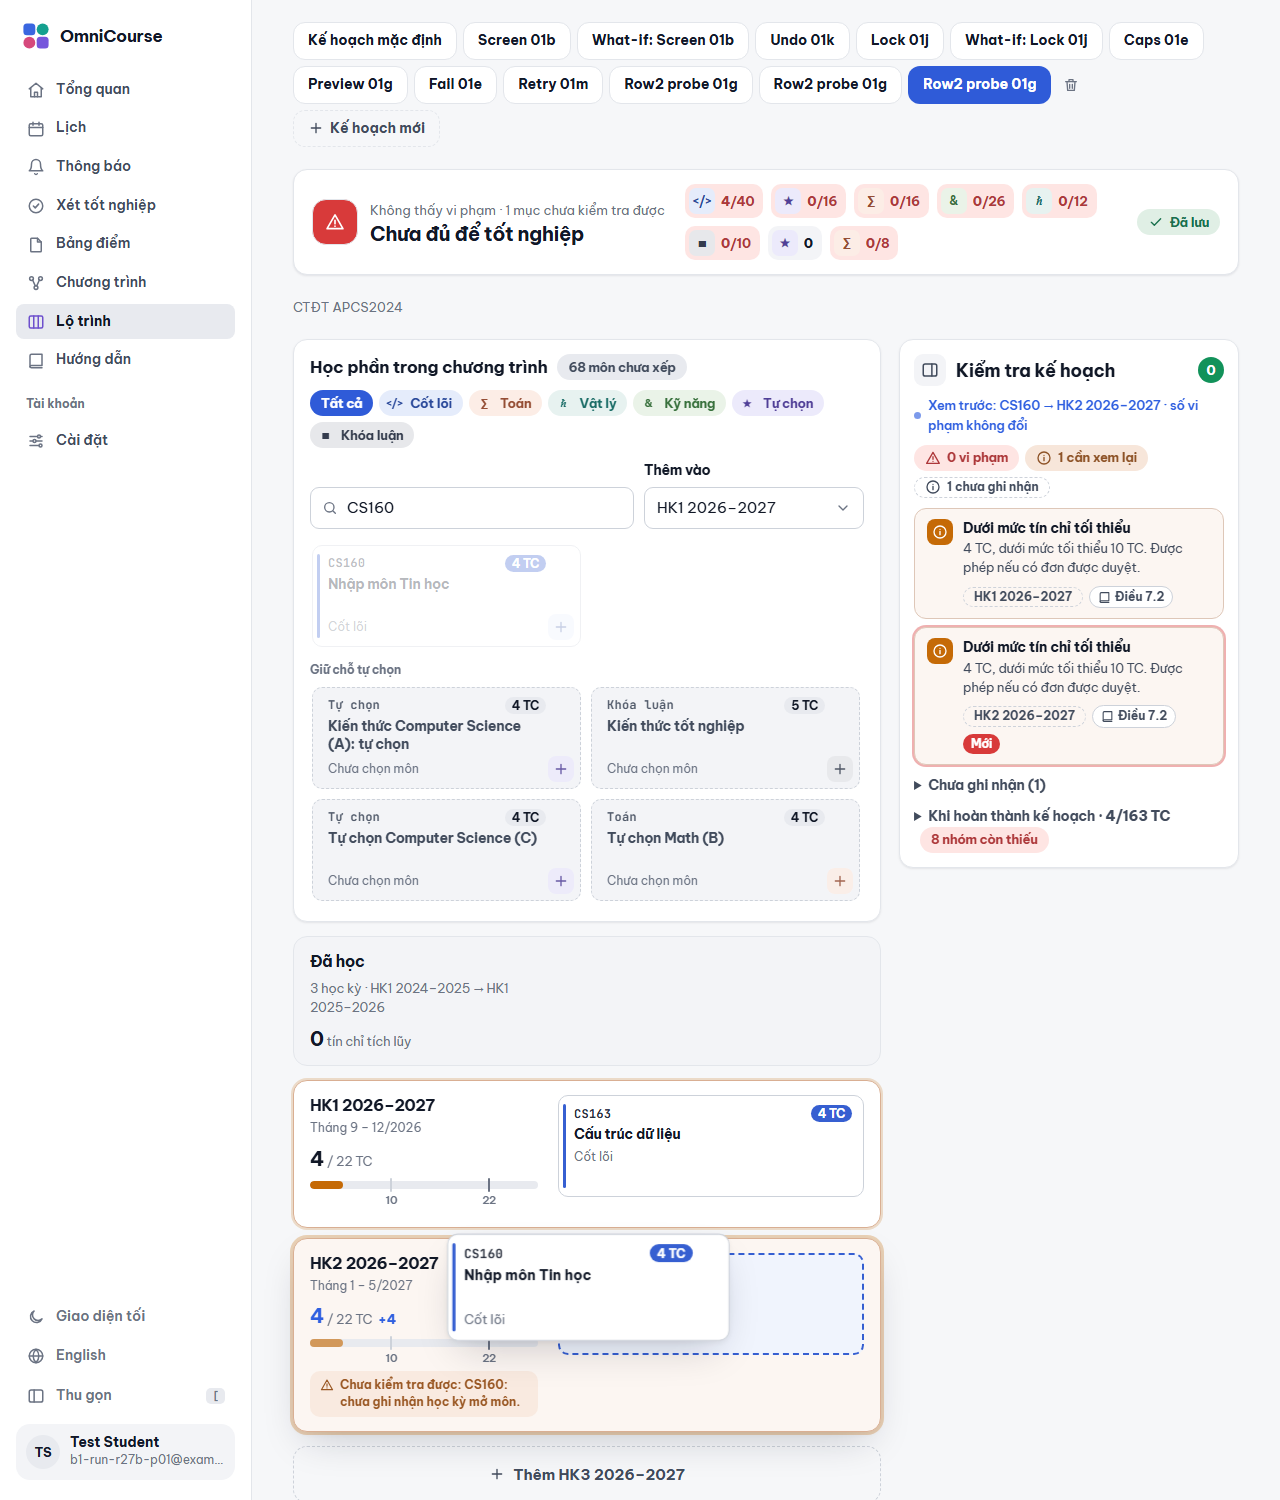 OmniCourse
Tổng quan
Lịch
Thông báo
Xét tốt nghiệp
Bảng điểm
Chương trình
Lộ trình
Hướng dẫn
Tài khoản
Cài đặt
Giao diện tối
English
Thu gọn [
TS Test Student
b1-run-r27b-p01@exam...
Kế hoạch mặc định Screen 01b What-if: Screen 01b Undo 01k Lock 01j What-if: Lock 01j Caps 01e
Preview 01g Fail 01e Retry 01m Row2 probe 01g Row2 probe 01g Row2 probe 01g
+ Kế hoạch mới
Không thấy vi phạm · 1 mục chưa kiểm tra được
Chưa đủ để tốt nghiệp
</> 4/40 ★ 0/16 ∑ 0/16 & 0/26 ℏ 0/12
■ 0/10 ★ 0 ∑ 0/8
Đã lưu
CTĐT APCS2024
Học phần trong chương trình 68 môn chưa xếp
Tất cả </> Cốt lõi ∑ Toán ℏ Vật lý & Kỹ năng ★ Tự chọn
■ Khóa luận
Thêm vào
CS160 HK1 2026–2027
CS160 4 TC
Nhập môn Tin học
Cốt lõi +
Giữ chỗ tự chọn
Tự chọn 4 TC
Kiến thức Computer Science
(A): tự chọn
Chưa chọn môn +
Khóa luận 5 TC
Kiến thức tốt nghiệp
Chưa chọn môn +
Tự chọn 4 TC
Tự chọn Computer Science (C)
Chưa chọn môn +
Toán 4 TC
Tự chọn Math (B)
Chưa chọn môn +
Đã học
3 học kỳ · HK1 2024–2025 → HK1
2025–2026
0 tín chỉ tích lũy
HK1 2026–2027
Tháng 9 – 12/2026
4 / 22 TC
10 22
CS163 4 TC
Cấu trúc dữ liệu
Cốt lõi
HK2 2026–2027
Tháng 1 – 5/2027
4 / 22 TC +4
10 22
Chưa kiểm tra được: CS160:
chưa ghi nhận học kỳ mở môn.
CS160 4 TC
Nhập môn Tin học
Cốt lõi
+ Thêm HK3 2026–2027
Kiểm tra kế hoạch 0
Xem trước: CS160 → HK2 2026–2027 · số vi
phạm không đổi
0 vi phạm 1 cần xem lại
1 chưa ghi nhận
Dưới mức tín chỉ tối thiểu
4 TC, dưới mức tối thiểu 10 TC. Được
phép nếu có đơn được duyệt.
HK1 2026–2027 Điều 7.2
Dưới mức tín chỉ tối thiểu
4 TC, dưới mức tối thiểu 10 TC. Được
phép nếu có đơn được duyệt.
HK2 2026–2027 Điều 7.2
Mới
Chưa ghi nhận (1)
Khi hoàn thành kế hoạch · 4/163 TC
8 nhóm còn thiếu